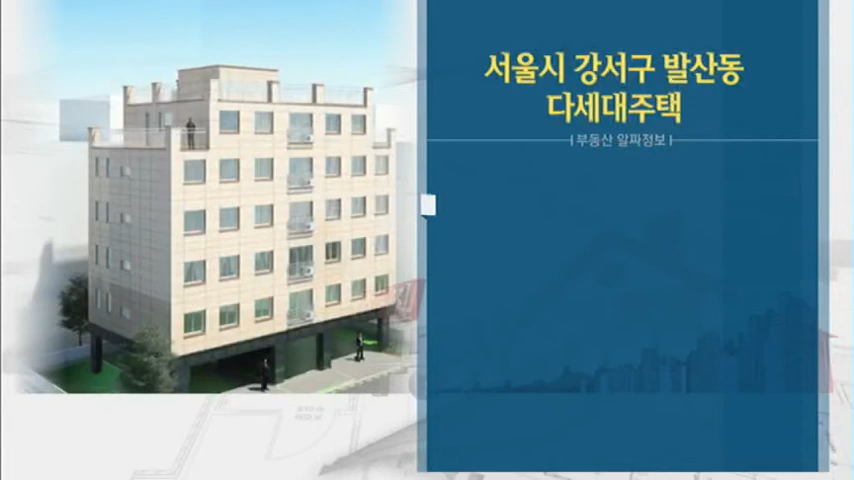 서울시 강서구 발산동
다세대주택
부동산 알짜정보